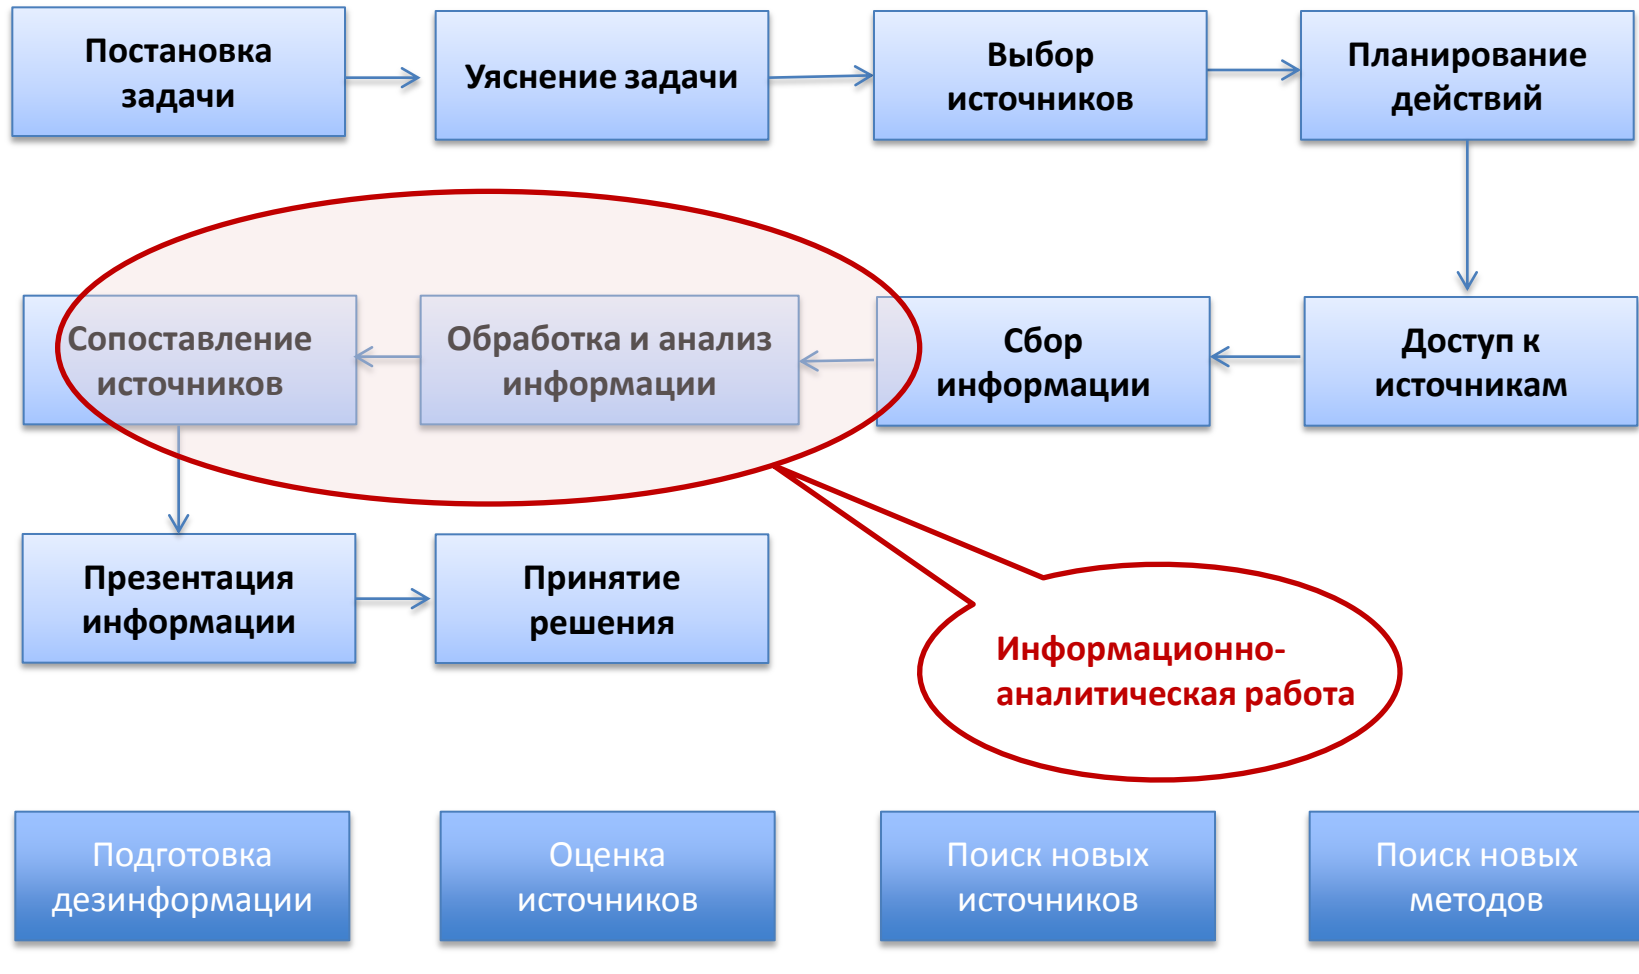 Постановка
задачи
Уяснение задачи
Выбор
источников
Планирование
действий
Сопоставление
источников
Обработка и анализ
информации
Сбор
информации
Доступ к
источникам
Презентация
информации
Принятие
решения
Информационно-
аналитическая работа
Подготовка
дезинформации
Оценка
источников
Поиск новых
источников
Поиск новых
методов